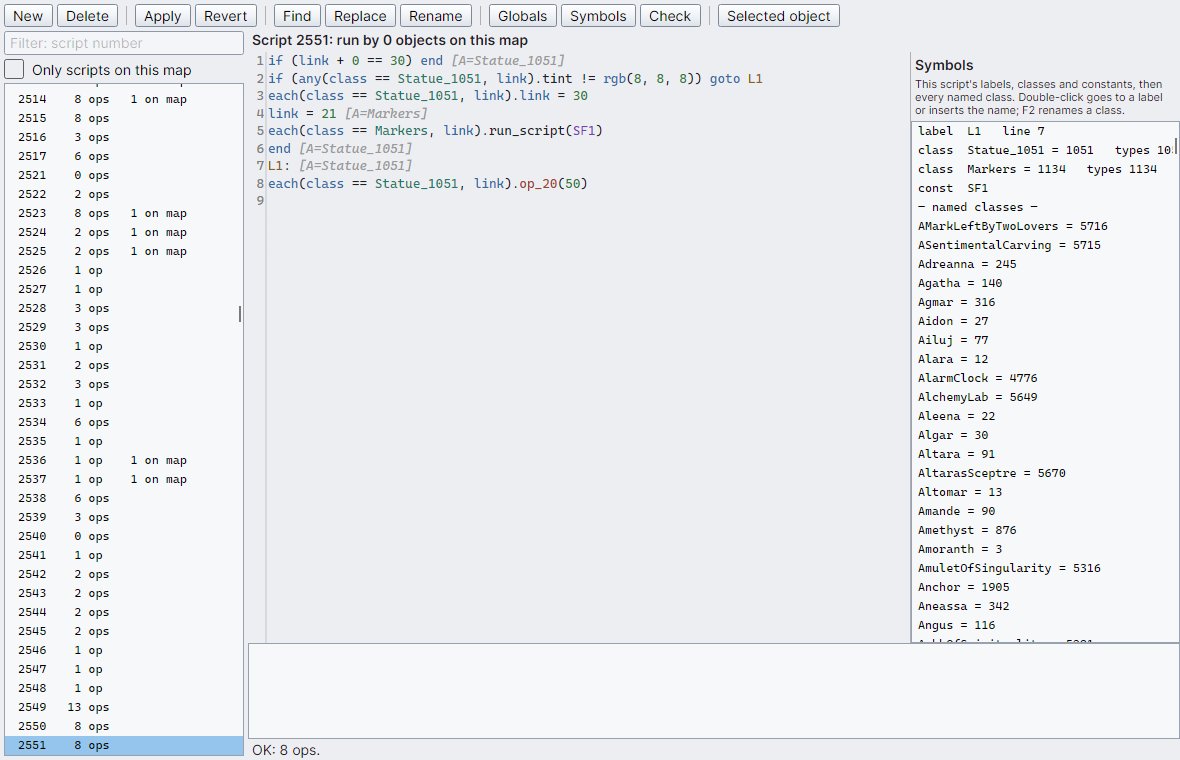 New Delete Apply Revert Find Replace Rename Globals Symbols Check Selected object
Filter: script number
Only scripts on this map
2514 8 ops 1 on map
2515 8 ops
2516 3 ops
2517 6 ops
2521 0 ops
2522 2 ops
2523 8 ops 1 on map
2524 2 ops 1 on map
2525 2 ops 1 on map
2526 1 op
2527 1 op
2528 3 ops
2529 3 ops
2530 1 op
2531 2 ops
2532 3 ops
2533 1 op
2534 6 ops
2535 1 op
2536 1 op 1 on map
2537 1 op 1 on map
2538 6 ops
2539 3 ops
2540 0 ops
2541 1 op
2542 2 ops
2543 2 ops
2544 2 ops
2545 2 ops
2546 1 op
2547 1 op
2548 1 op
2549 13 ops
2550 8 ops
2551 8 ops
Script 2551: run by 0 objects on this map
1 if (link + 0 == 30) end [A=Statue_1051]
2 if (any(class == Statue_1051, link).tint != rgb(8, 8, 8)) goto L1
3 each(class == Statue_1051, link).link = 30
4 link = 21 [A=Markers]
5 each(class == Markers, link).run_script(SF1)
6 end [A=Statue_1051]
7 L1: [A=Statue_1051]
8 each(class == Statue_1051, link).op_20(50)
9
Symbols
This script's labels, classes and constants, then
every named class. Double-click goes to a label
or inserts the name; F2 renames a class.
label L1 line 7
class Statue_1051 = 1051 types
class Markers = 1134 types 1134
const SF1
— named classes —
AMarkLeftByTwoLovers = 5716
ASentimentalCarving = 5715
Adreanna = 245
Agatha = 140
Agmar = 316
Aidon = 27
Ailuj = 77
Alara = 12
AlarmClock = 4776
AlchemyLab = 5649
Aleena = 22
Algar = 30
Altara = 91
AltarasSceptre = 5670
Altomar = 13
Amande = 90
Amethyst = 876
Amoranth = 3
AmuletOfSingularity = 5316
Anchor = 1905
Aneassa = 342
Angus = 116
OK: 8 ops.